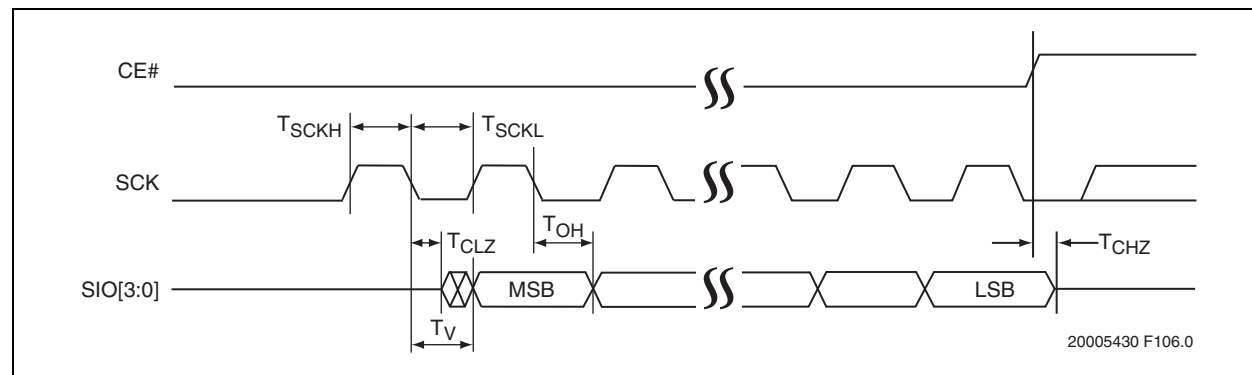 CE#
TSCKH
TSCKL
SCK
TOH
TCLZ
TCHZ
SIO[3:0]
MSB
LSB
TV
20005430 F106.0